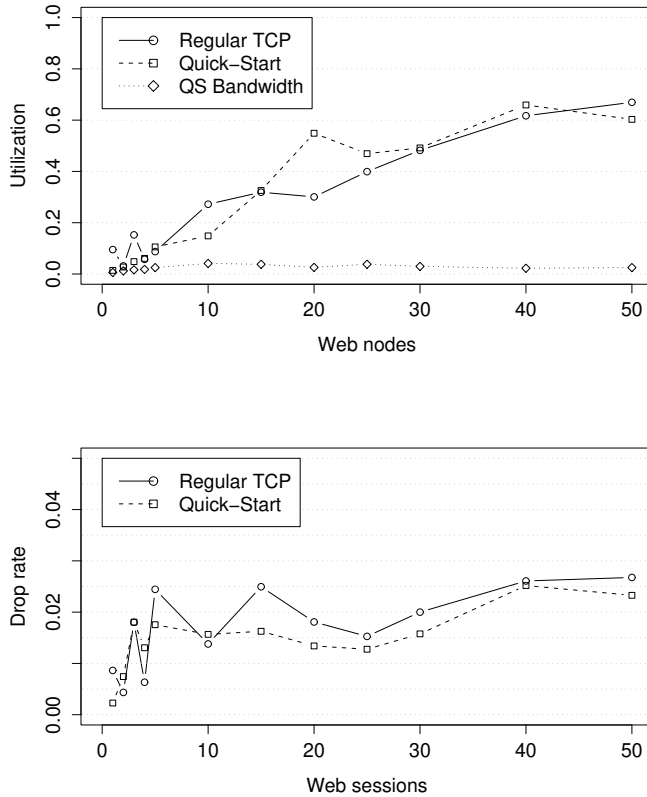 1.0
0.8
0.6
0.4
0.2
0.0
Utilization
Regular TCP
Quick−Start
QS Bandwidth
0 10 20 30 40 50
Web nodes
0.04
0.02
0.00
Drop rate
Regular TCP
Quick−Start
0 10 20 30 40 50
Web sessions